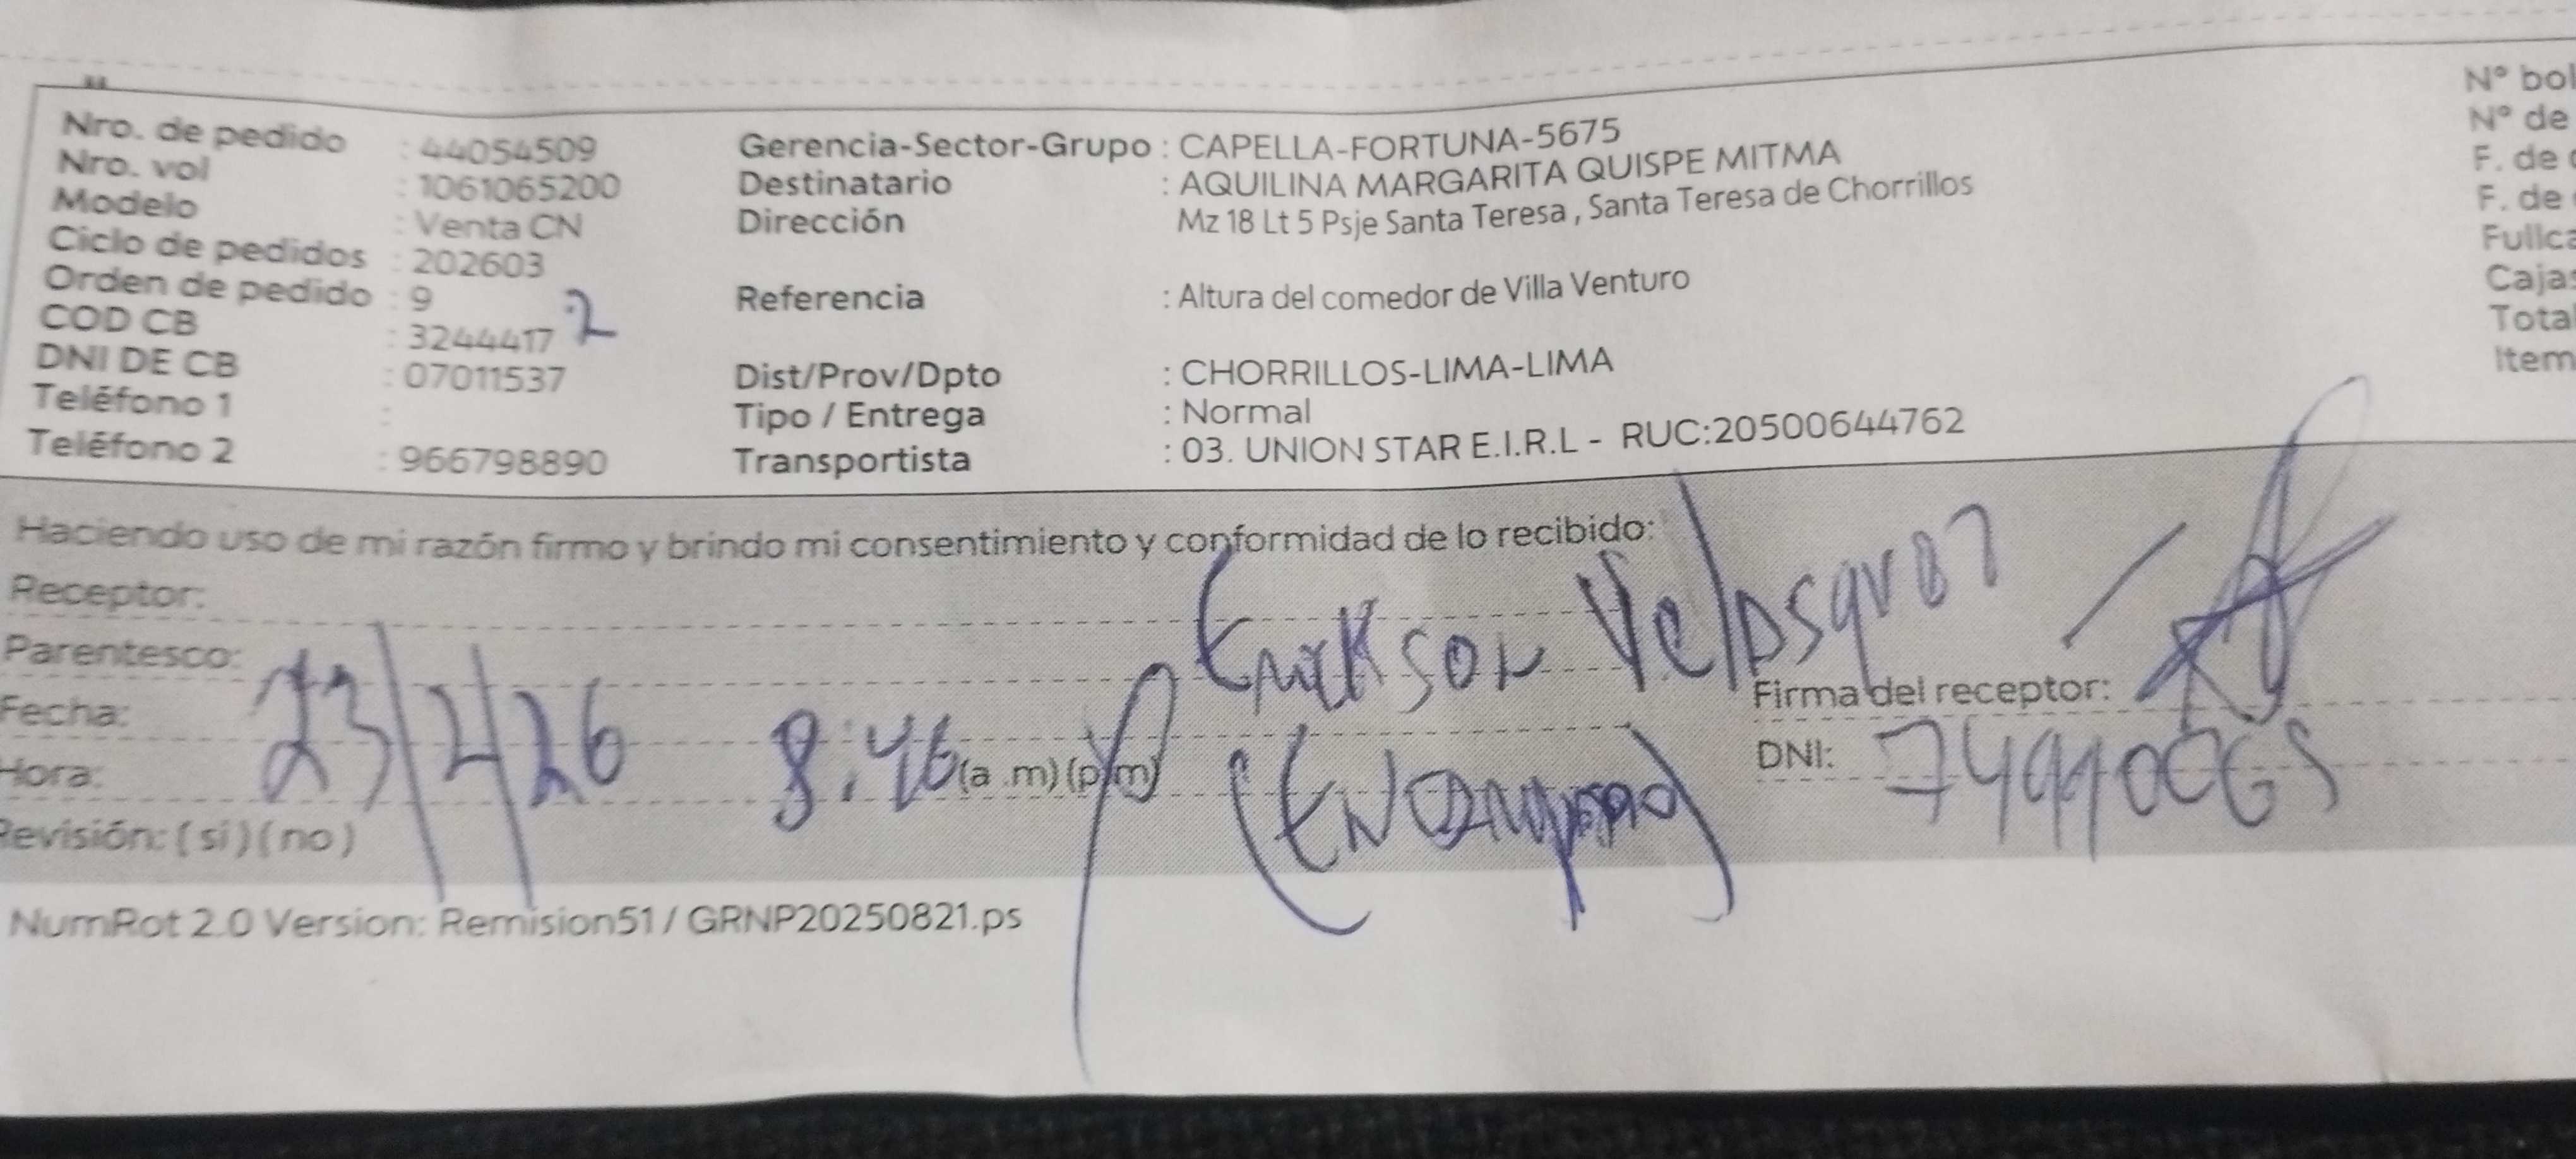 Nro. de pedido : 44054509
Nro. vol : 1061065200
Modelo : Venta CN
Ciclo de pedidos : 202603
Orden de pedido : 9
COD CB : 3244417 2
DNI DE CB : 07011537
Teléfono 1 :
Teléfono 2 : 966798890
Gerencia-Sector-Grupo : CAPELLA-FORTUNA-5675
Destinatario : AQUILINA MARGARITA QUISPE MITMA
Dirección Mz 18 Lt 5 Psje Santa Teresa , Santa Teresa de Chorrillos
Referencia : Altura del comedor de Villa Venturo
Dist/Prov/Dpto : CHORRILLOS-LIMA-LIMA
Tipo / Entrega : Normal
Transportista : 03. UNION STAR E.I.R.L - RUC:20500644762
N° bol
N° de
F. de
F. de
Fullca
Cajas
Total
Item
Haciendo uso de mi razón firmo y brindo mi consentimiento y conformidad de lo recibido:
Receptor:
Parentesco:
Fecha: 23/2/26
Hora: 8:46 (a .m) (p.m)
Revisión: ( si ) ( no )
Firma del receptor:
DNI:
NumRot 2.0 Version: Remision51 / GRNP20250821.ps